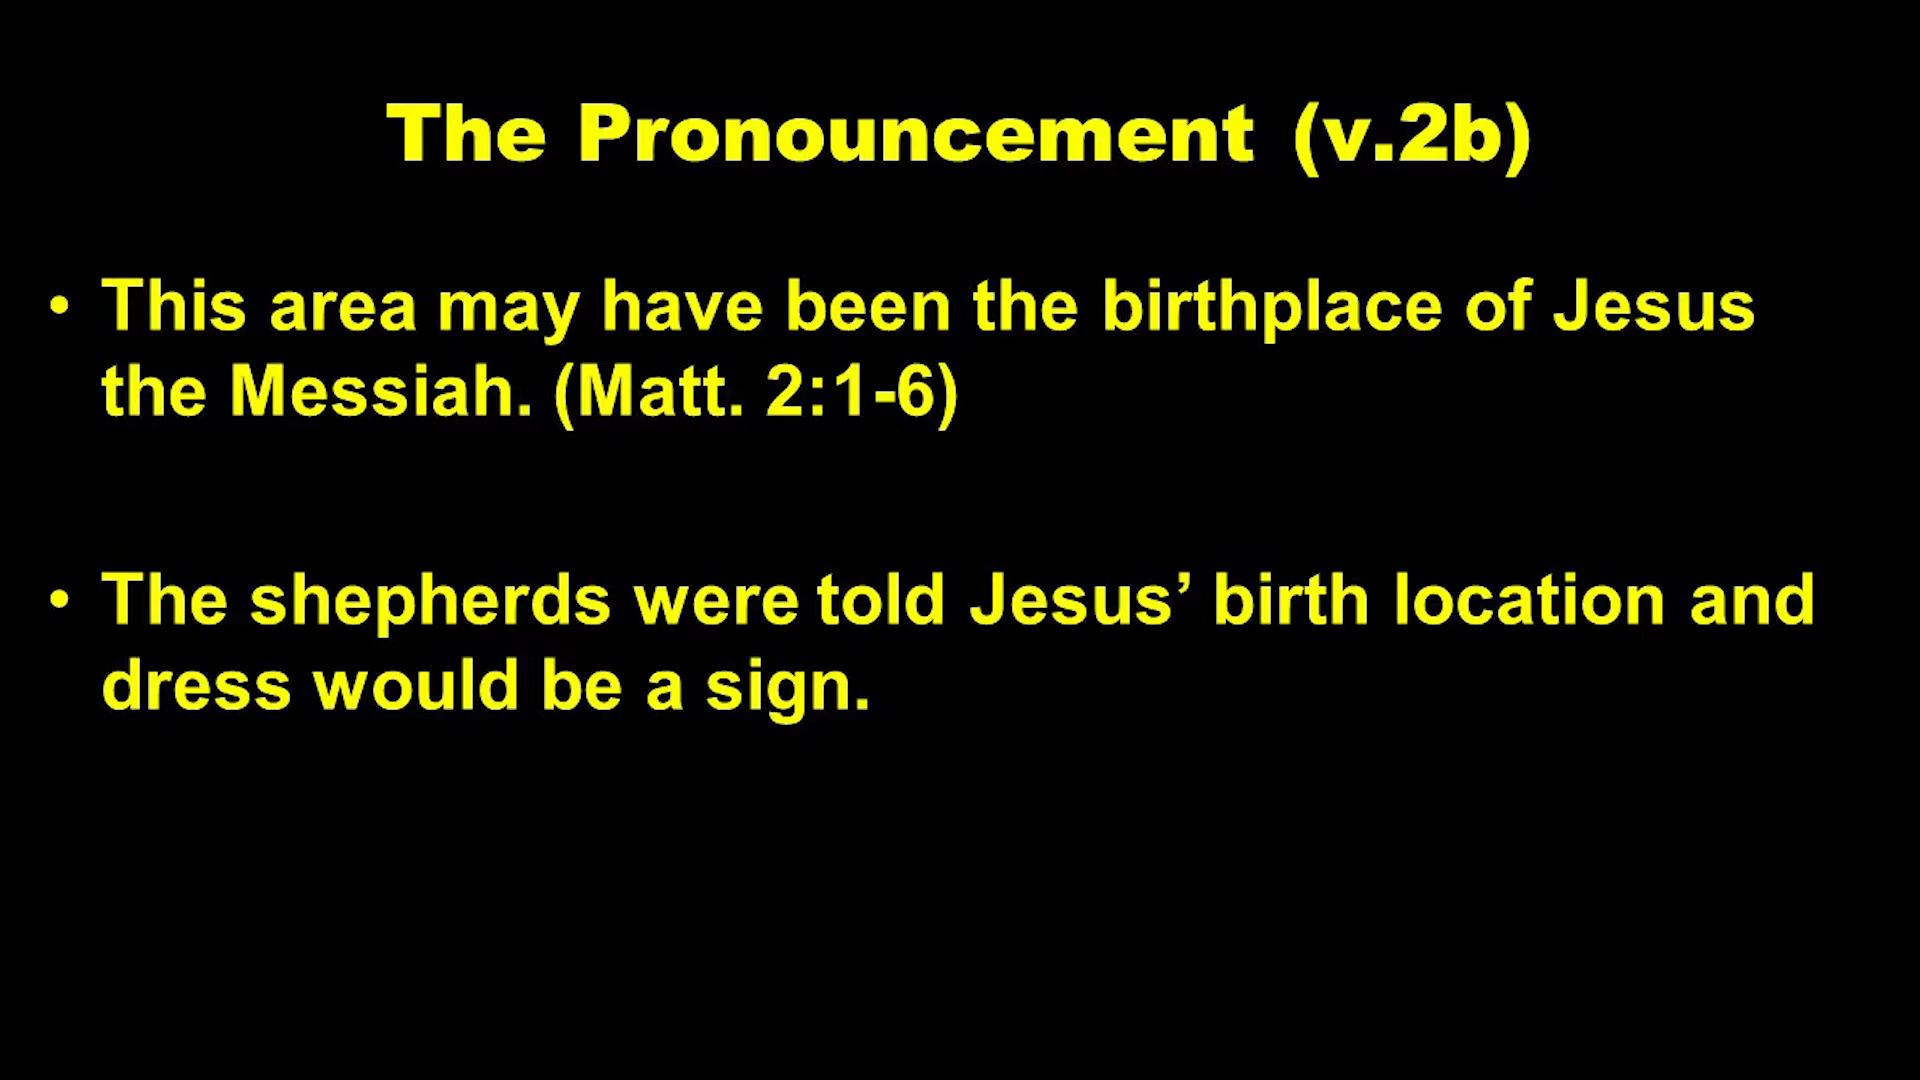 The Pronouncement (v.2b)
• This area may have been the birthplace of Jesus
the Messiah. (Matt. 2:1-6)
• The shepherds were told Jesus’ birth location and
dress would be a sign.